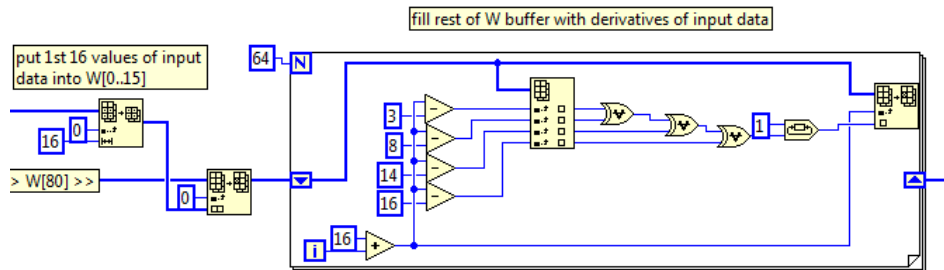 fill rest of W buffer with derivatives of input data
put 1st 16 values of input
data into W[0..15]
64
N
3
8
14
16
1
0
16
> W[80] >>
0
16
i